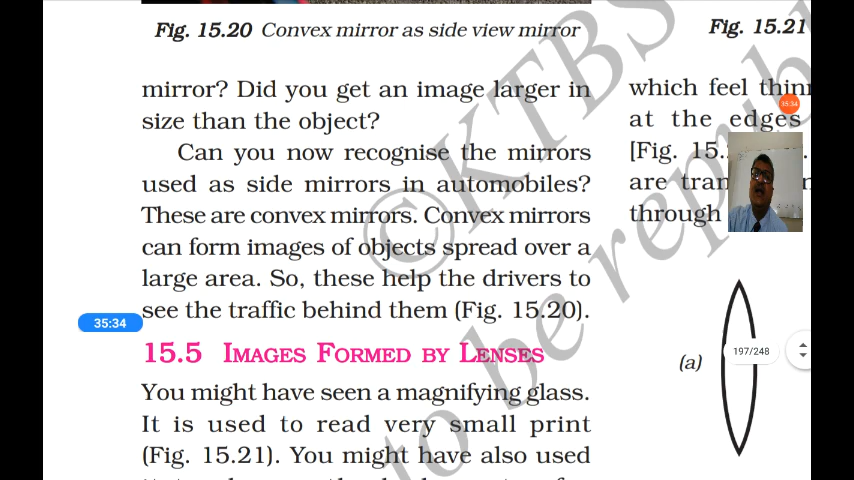 Fig. 15.20 Convex mirror as side view mirror
mirror? Did you get an image larger in
size than the object?
Can you now recognise the mirrors
used as side mirrors in automobiles?
These are convex mirrors. Convex mirrors
can form images of objects spread over a
large area. So, these help the drivers to
see the traffic behind them (Fig. 15.20).
35:34
15.5 IMAGES FORMED BY LENSES
You might have seen a magnifying glass.
It is used to read very small print
(Fig. 15.21). You might have also used
Fig. 15.21
which feel
35:34
at the edges
[Fig. 15.
are
through
(a)
197/248
©KTBS
to be